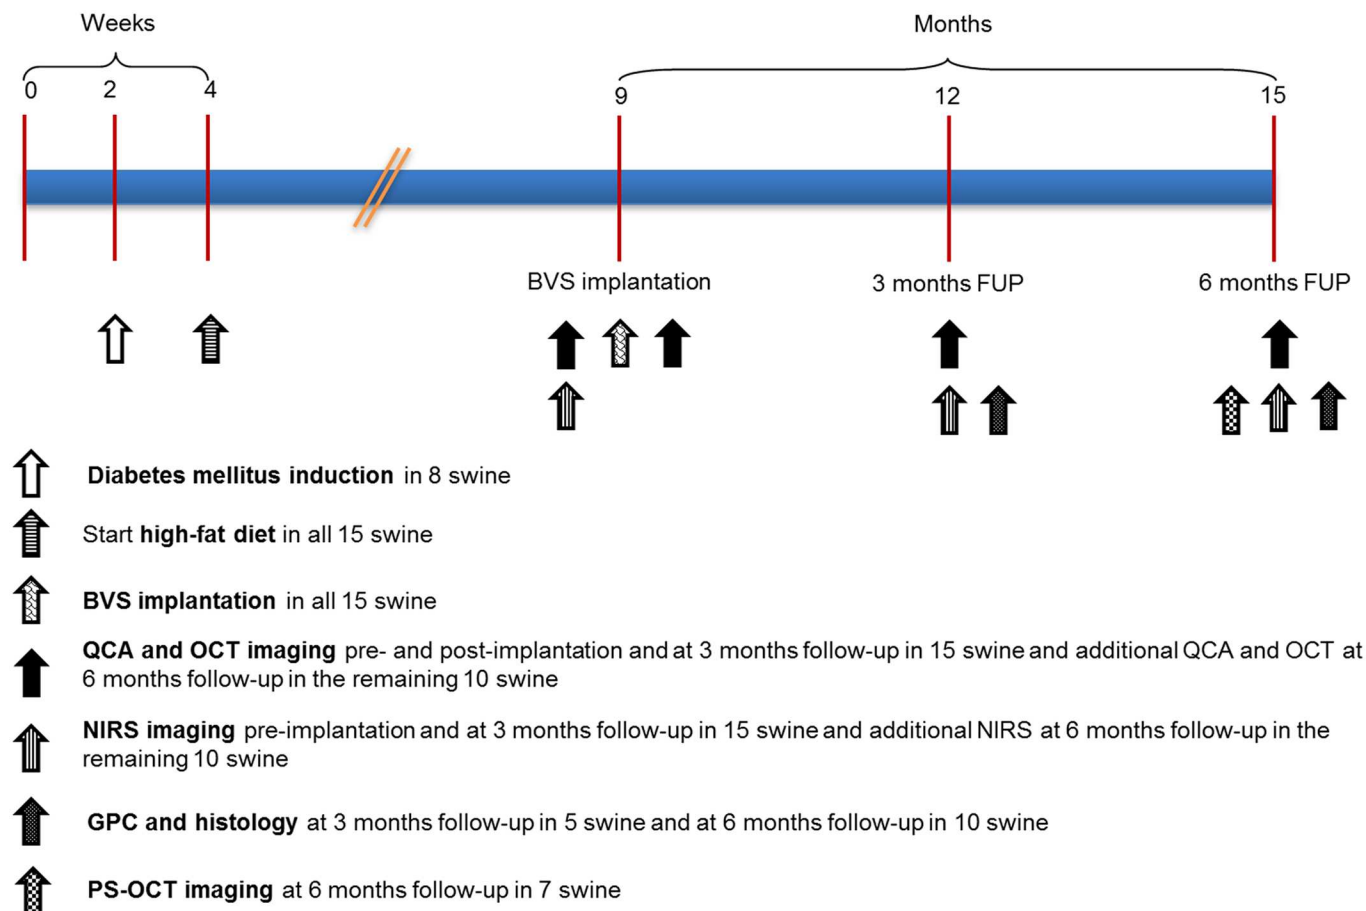 Weeks
Months
0
2
4
9
12
15
BVS implantation
3 months FUP
6 months FUP
Diabetes mellitus induction in 8 swine
Start high-fat diet in all 15 swine
BVS implantation in all 15 swine
QCA and OCT imaging pre- and post-implantation and at 3 months follow-up in 15 swine and additional QCA and OCT at
6 months follow-up in the remaining 10 swine
NIRS imaging pre-implantation and at 3 months follow-up in 15 swine and additional NIRS at 6 months follow-up in the
remaining 10 swine
GPC and histology at 3 months follow-up in 5 swine and at 6 months follow-up in 10 swine
PS-OCT imaging at 6 months follow-up in 7 swine